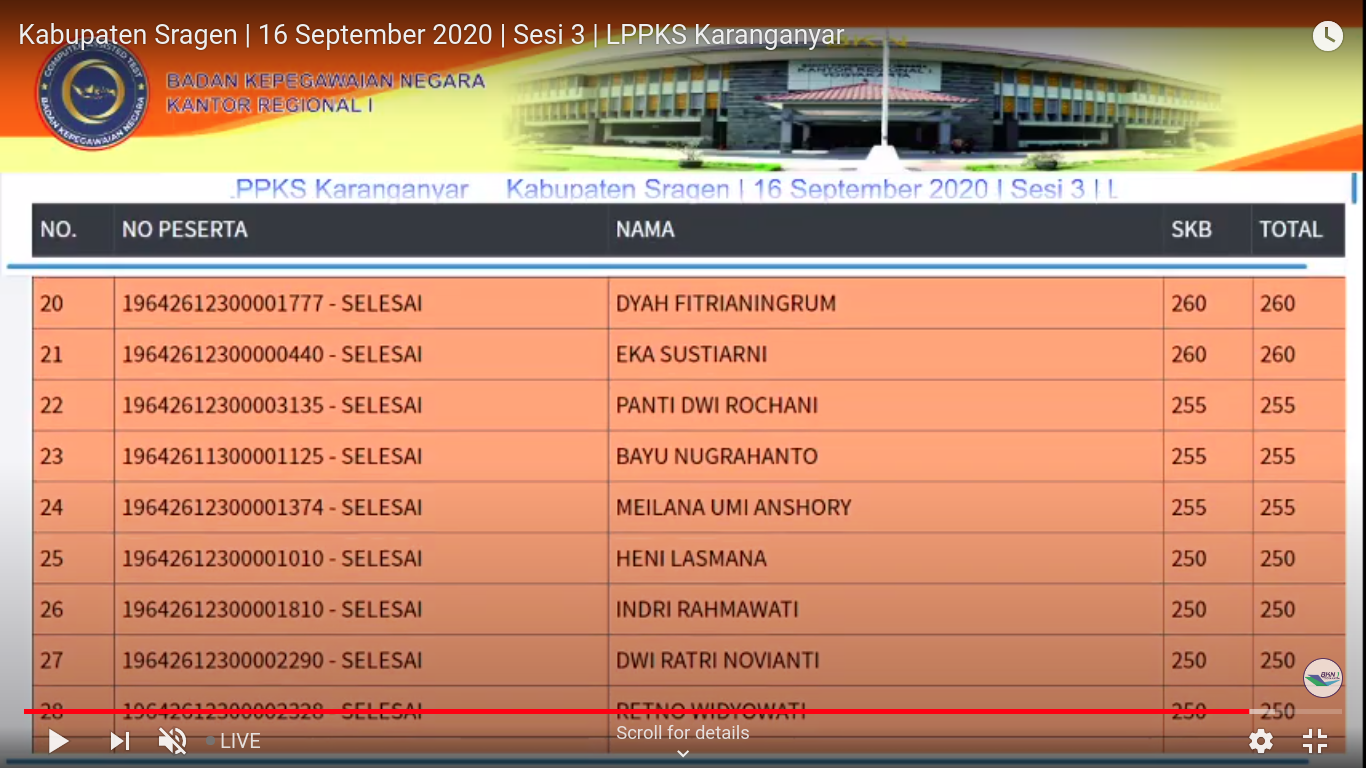 Kabupaten Sragen | 16 September 2020 | Sesi 3 | LPPKS Karanganyar
COMPUTER ASSISTED TEST
BADAN KEPEGAWAIAN NEGARA
BADAN KEPEGAWAIAN NEGARA
KANTOR REGIONAL I
KANTOR REGIONAL I
YOGYAKARTA
.PPKS Karanganyar Kabupaten Sragen | 16 September 2020 | Sesi 3 | L
NO. NO PESERTA NAMA SKB TOTAL
20 19642612300001777 - SELESAI DYAH FITRIANINGRUM 260 260
21 19642612300000440 - SELESAI EKA SUSTIARNI 260 260
22 19642612300003135 - SELESAI PANTI DWI ROCHANI 255 255
23 19642611300001125 - SELESAI BAYU NUGRAHANTO 255 255
24 19642612300001374 - SELESAI MEILANA UMI ANSHORY 255 255
25 19642612300001010 - SELESAI HENI LASMANA 250 250
26 19642612300001810 - SELESAI INDRI RAHMAWATI 250 250
27 19642612300002290 - SELESAI DWI RATRI NOVIANTI 250 250
28 19642612300002328 - SELESAI RETNO WIDYOWATI 250 250
BKN
LIVE
Scroll for details